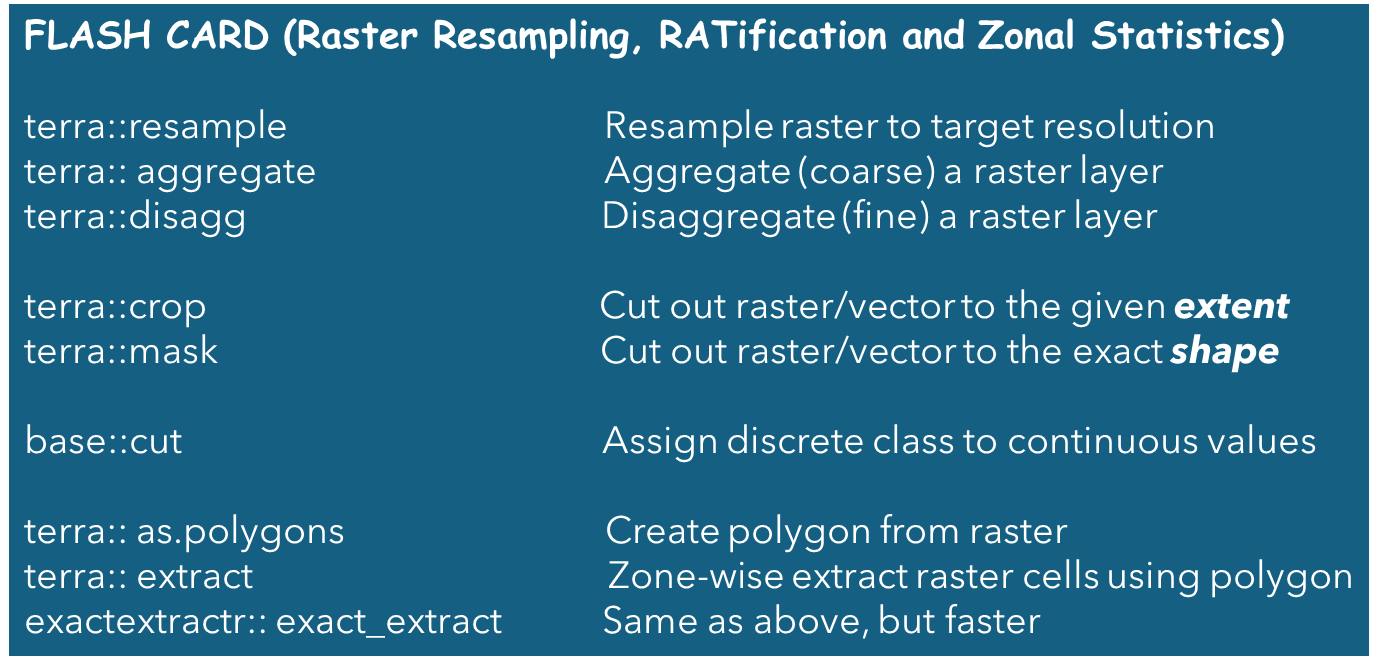 FLASH CARD (Raster Resampling, RATification and Zonal Statistics)
terra::resample Resample raster to target resolution
terra:: aggregate Aggregate (coarse) a raster layer
terra::disagg Disaggregate (fine) a raster layer
terra::crop Cut out raster/vector to the given extent
terra::mask Cut out raster/vector to the exact shape
base::cut Assign discrete class to continuous values
terra:: as.polygons Create polygon from raster
terra:: extract Zone-wise extract raster cells using polygon
exactextractr:: exact_extract Same as above, but faster